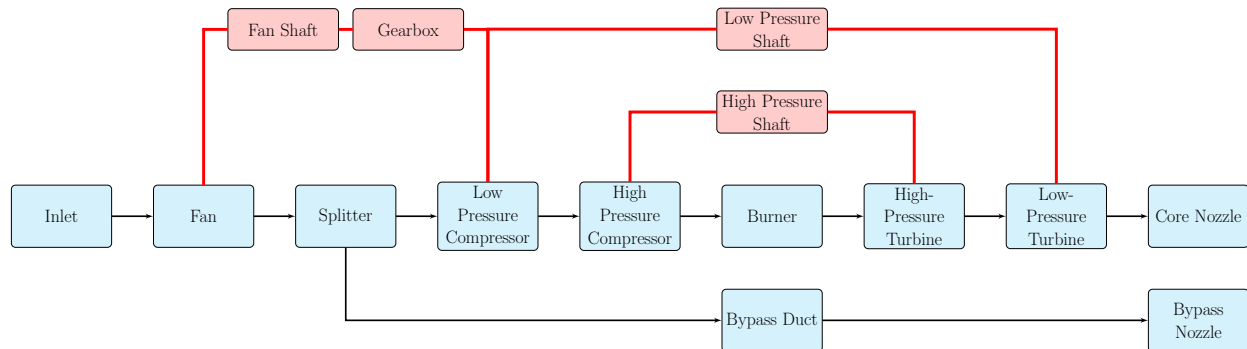 Fan Shaft
Gearbox
Low Pressure
Shaft
High Pressure
Shaft
Inlet
Fan
Splitter
Low
Pressure
Compressor
High
Pressure
Compressor
Burner
High-
Pressure
Turbine
Low-
Pressure
Turbine
Core Nozzle
Bypass Duct
Bypass
Nozzle